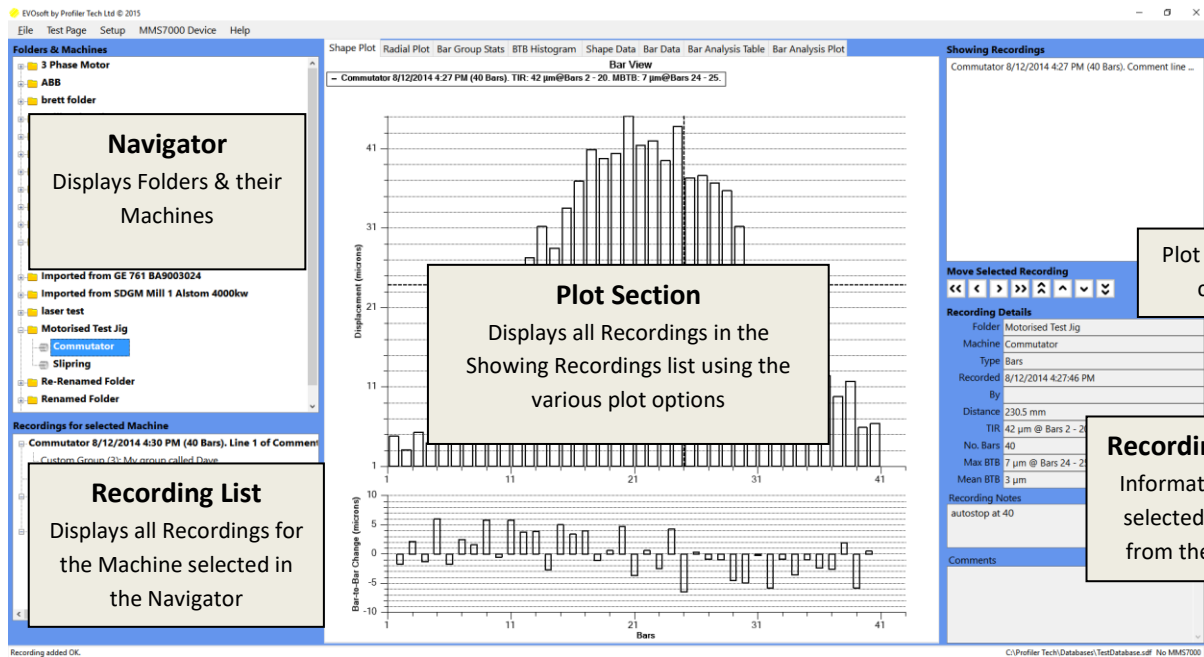 EVOsoft by Profiler Tech Ltd © 2015
File Test Page Setup MMS7000 Device Help
Folders & Machines
3 Phase Motor
ABB
brett folder
Navigator
Displays Folders & their
Machines
Imported from GE 761 BA9003024
Imported from SDGM Mill 1 Alstom 4000kw
laser test
Motorised Test Jig
Commutator
Slipring
Re-Renamed Folder
Renamed Folder
Recordings for selected Machine
Commutator 8/12/2014 4:30 PM (40 Bars). Line 1 of Comment
Custom Group (3): My group called Dave
Recording List
Displays all Recordings for
the Machine selected in
the Navigator
Recording added OK.
Shape Plot Radial Plot Bar Group Stats BTB Histogram Shape Data Bar Data Bar Analysis Table Bar Analysis Plot
Bar View
Commutator 8/12/2014 4:27 PM (40 Bars). TIR: 42 µm@Bars 2 - 20. MBTB: 7 µm@Bars 24 - 25.
Displacement (microns)
41
31
21
11
1
1 11 21 31 41
Plot Section
Displays all Recordings in the
Showing Recordings list using the
various plot options
Bar-to-Bar Change (microns)
10
5
0
-5
-10
1 11 21 31 41
Bars
Showing Recordings
Commutator 8/12/2014 4:27 PM (40 Bars). Comment line ...
Plot
Move Selected Recording
Recording Details
Folder Motorised Test Jig
Machine Commutator
Type Bars
Recorded 8/12/2014 4:27:46 PM
By
Distance 230.5 mm
TIR 42 µm @ Bars 2 - 20
No. Bars 40
Max BTB 7 µm @ Bars 24 - 25
Mean BTB 3 µm
Recording Notes
autostop at 40
Comments
Informat
selected
from the
C:\Profiler Tech\Databases\TestDatabase.sdf No MMS7000